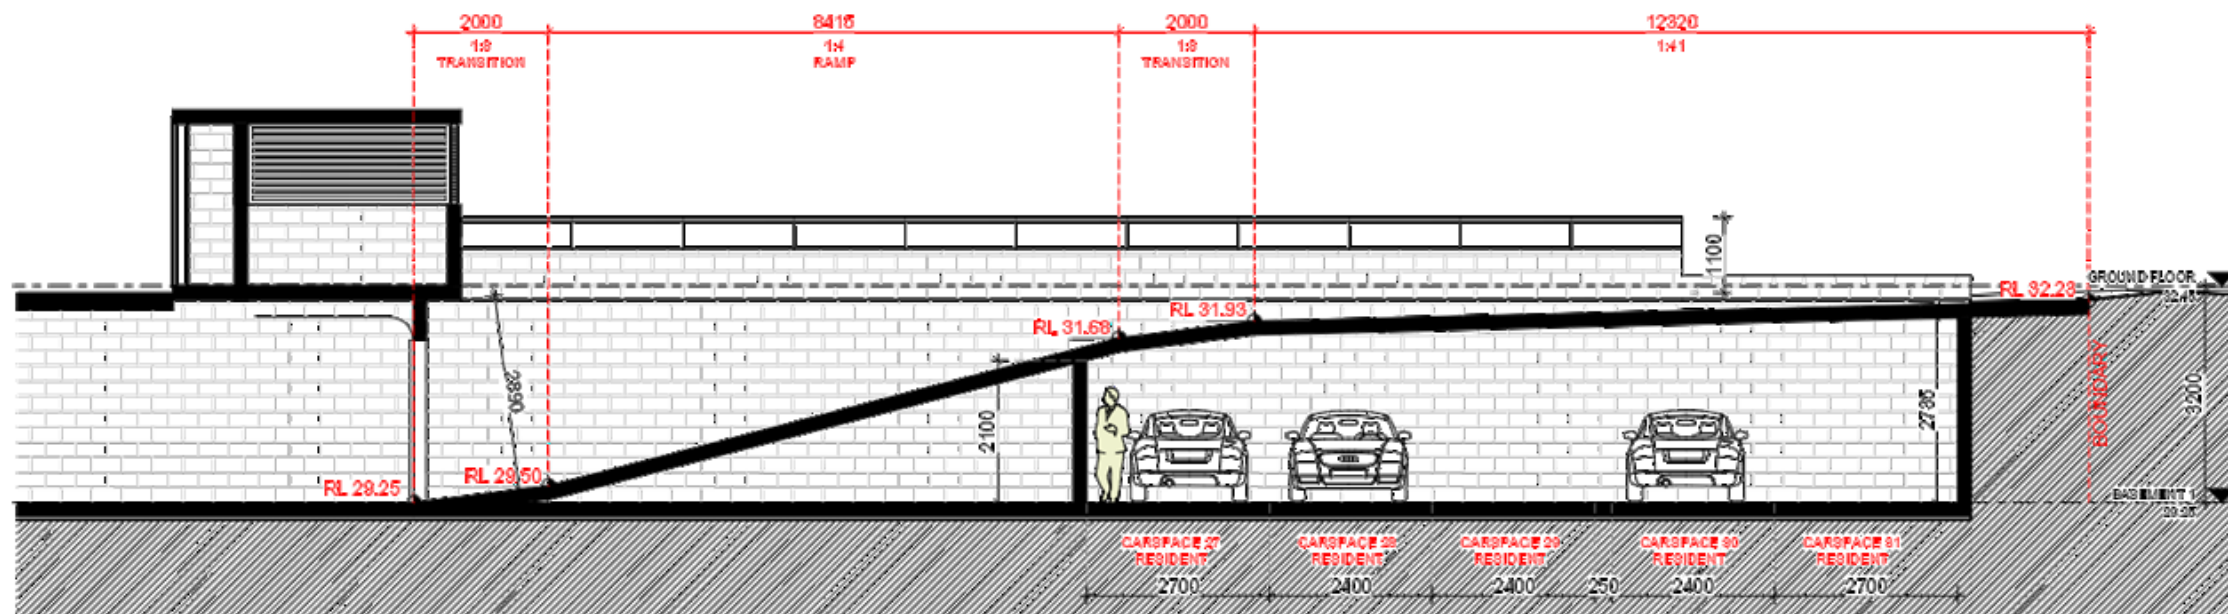 2000
8415
2000
12320
1:8
1:4
1:8
1:41
TRANSITION
RAMP
TRANSITION
1100
GROUND FLOOR
RL 32.23
RL 31.93
RL 31.68
2890
2100
2785
BOUNDARY
3200
RL 29.50
RL 29.25
BASEMENT 1
CARSPACE 27
RESIDENT
CARSPACE 28
RESIDENT
CARSPACE 29
RESIDENT
CARSPACE 30
RESIDENT
CARSPACE 31
RESIDENT
2700
2400
2400
250
2400
2700